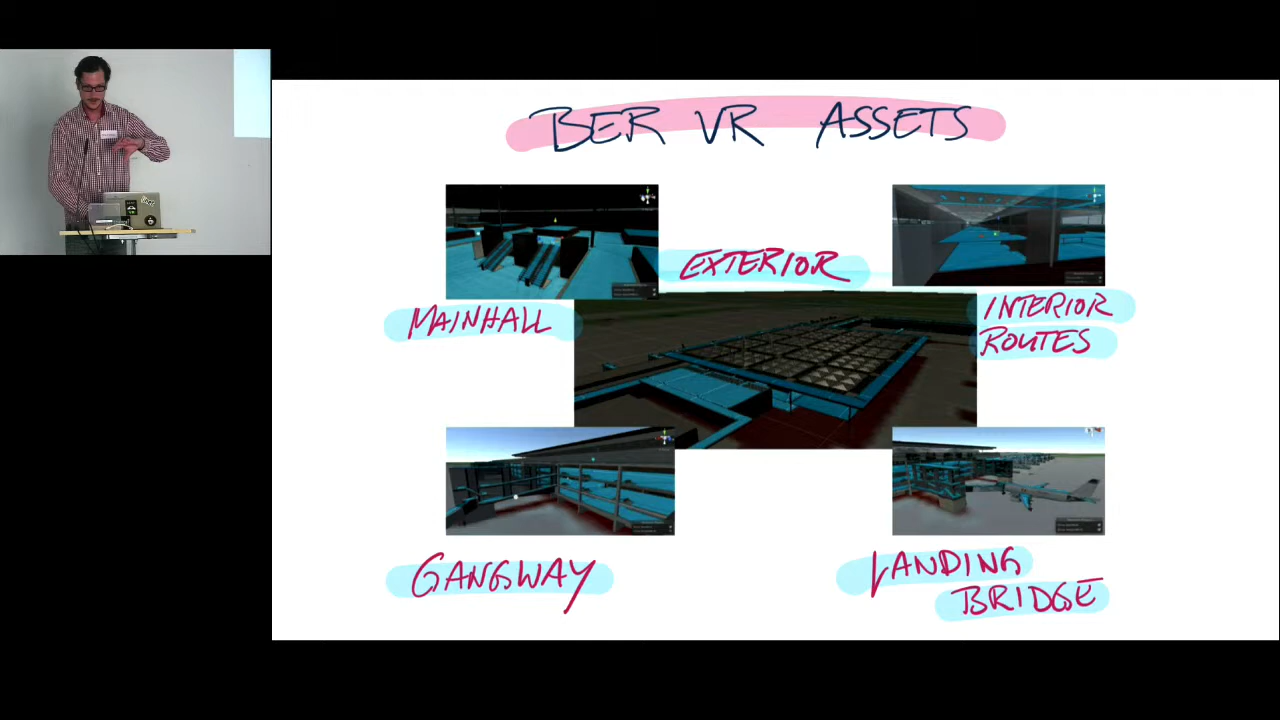 BER VR ASSETS
EXTERIOR
MAINHALL
INTERIOR
ROUTES
GANGWAY
LANDING
BRIDGE